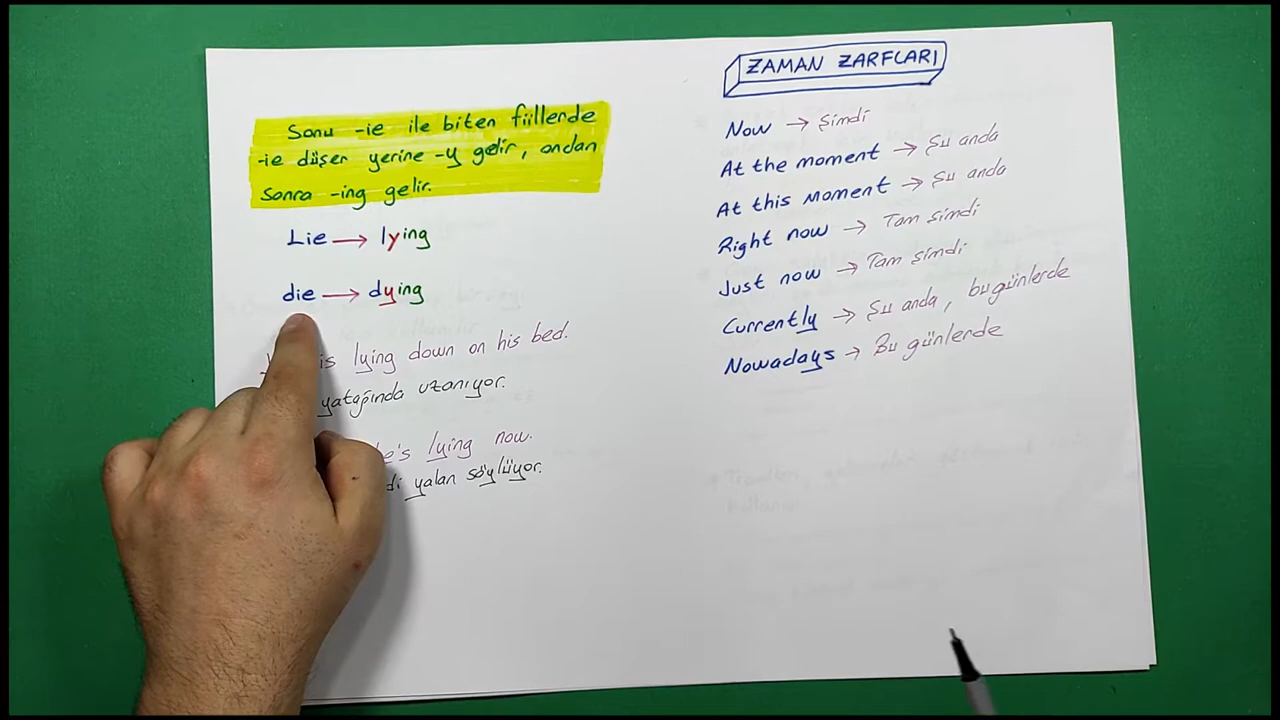 Sonu -ie ile biten fiillerde
-ie düşer yerine -y gelir, ondan
sonra -ing gelir.
Lie → lying
die → dying
is lying down on his bed.
yatağında uzanıyor.
he's lying now.
yalan söylüyor.
ZAMAN ZARFLARI
Now → Şimdi
At the moment → Şu anda
At this Moment → Şu anda
Right now → Tam şimdi
Just now → Tam şimdi
Currently → Şu anda, bugünlerde
Nowadays → Bu günlerde